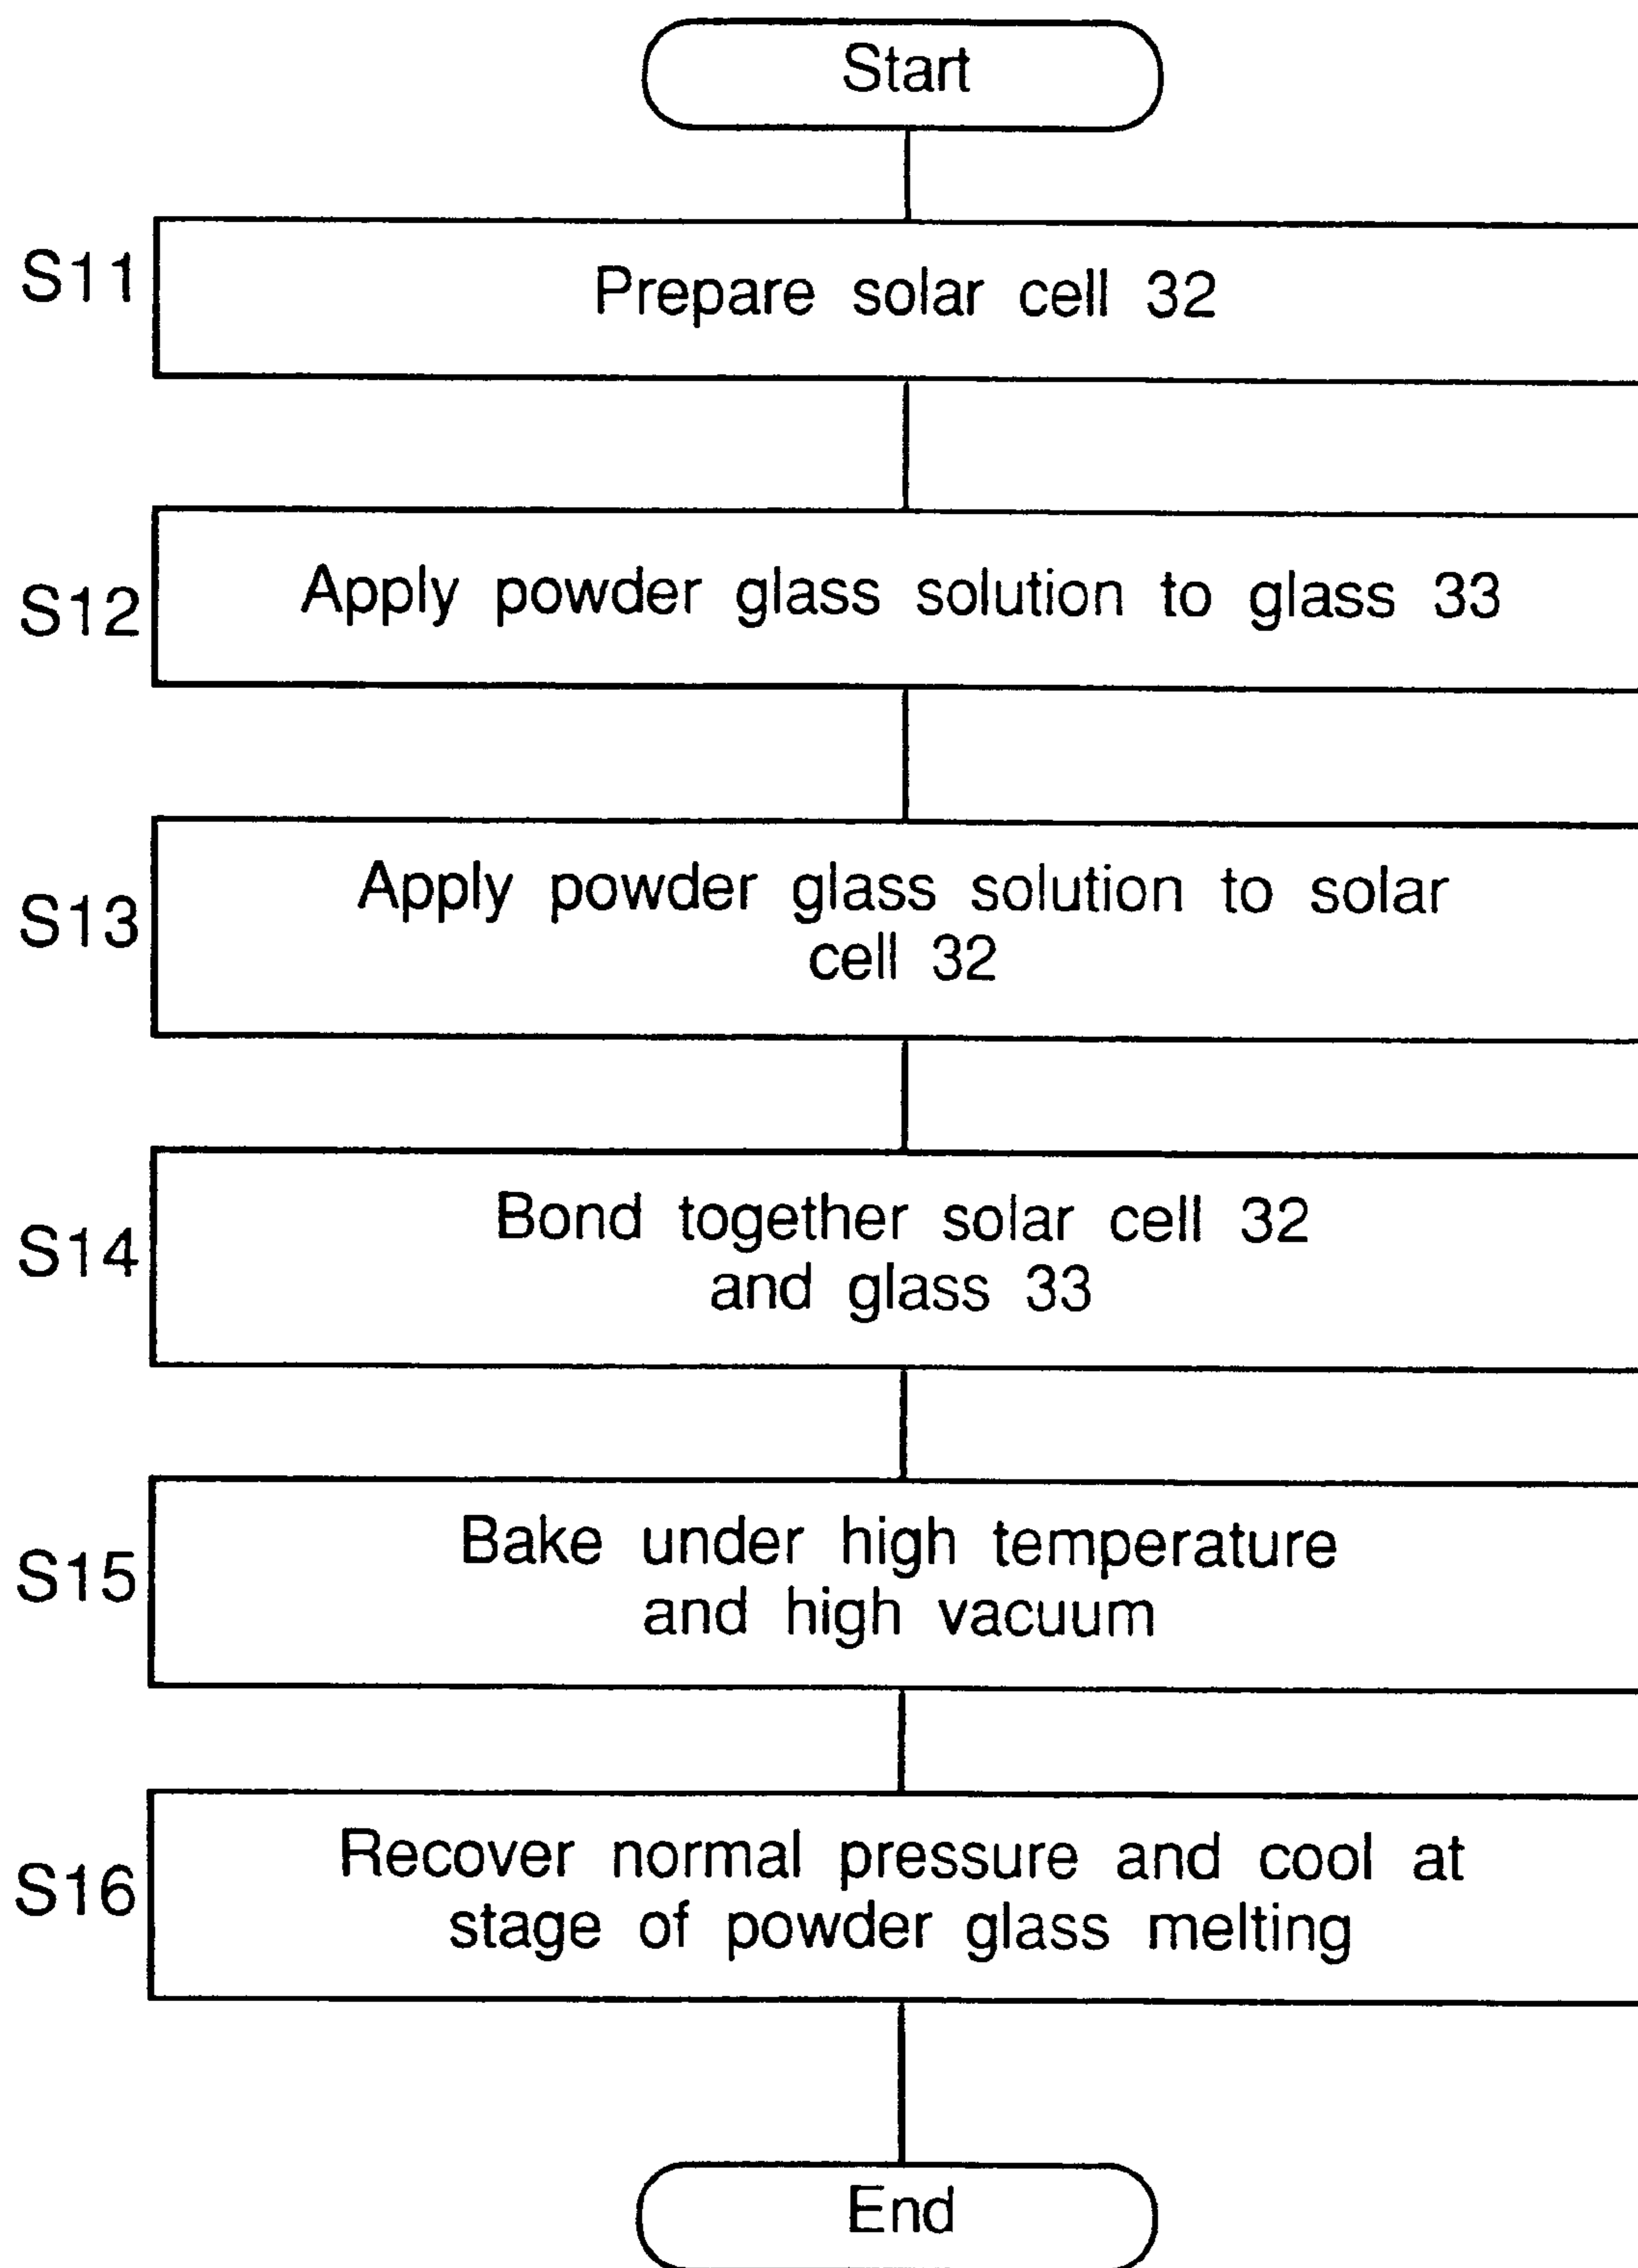 Start
S11
Prepare solar cell 32
S12
Apply powder glass solution to glass 33
S13
Apply powder glass solution to solar
cell 32
S14
Bond together solar cell 32
and glass 33
S15
Bake under high temperature
and high vacuum
S16
Recover normal pressure and cool at
stage of powder glass melting
End